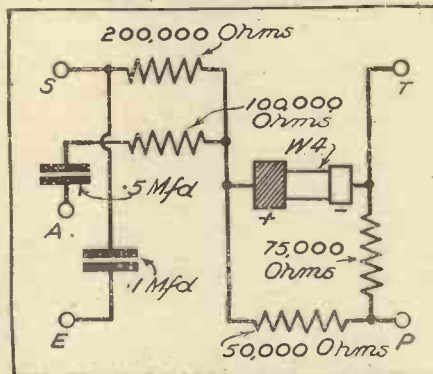 200,000 Ohms
S
T
100,000
Ohms
W4
.5 Mfd
A.
+
-
75,000
Ohms
.1 Mfd
E
P
50,000 Ohms